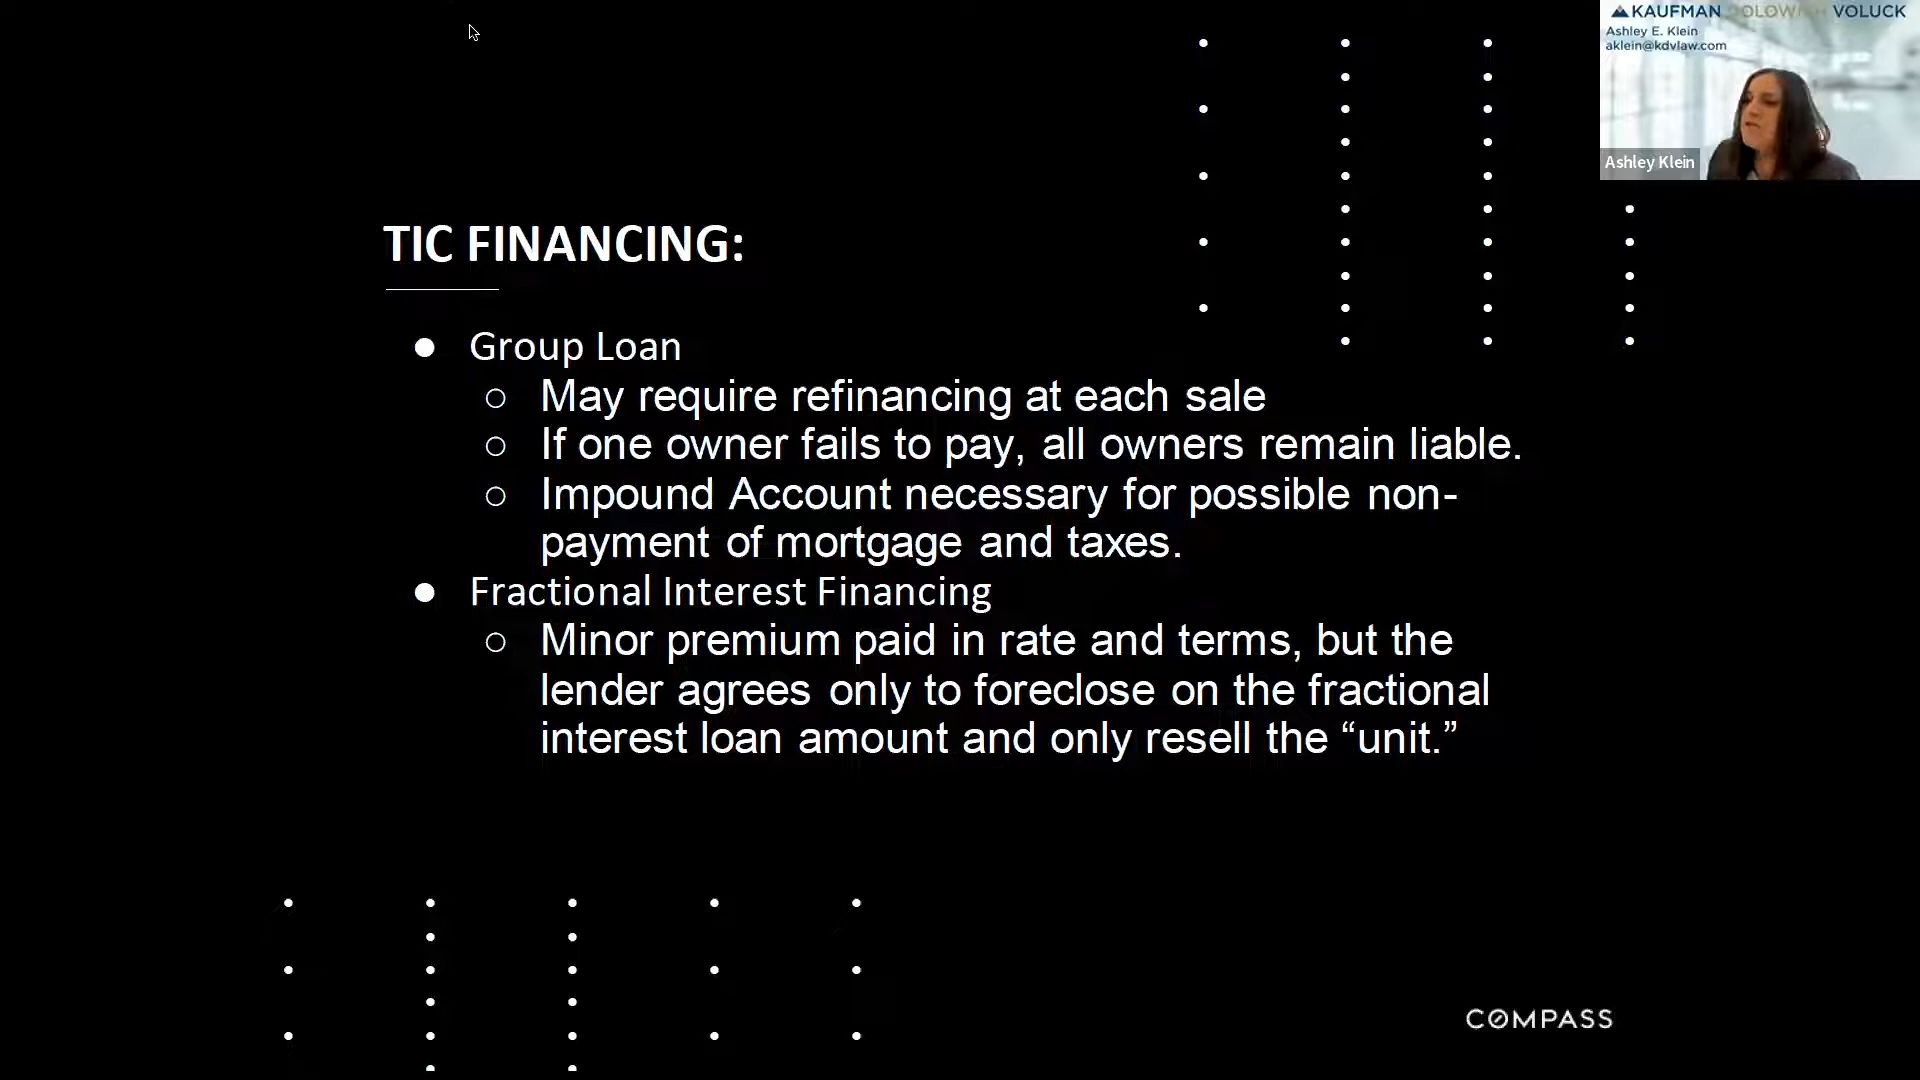 KAUFMAN DOLOWICH VOLUCK
Ashley E. Klein
aklein@kdvlaw.com
Ashley Klein
TIC FINANCING:
● Group Loan
○ May require refinancing at each sale
○ If one owner fails to pay, all owners remain liable.
○ Impound Account necessary for possible non-
payment of mortgage and taxes.
● Fractional Interest Financing
○ Minor premium paid in rate and terms, but the
lender agrees only to foreclose on the fractional
interest loan amount and only resell the “unit.”
COMPASS